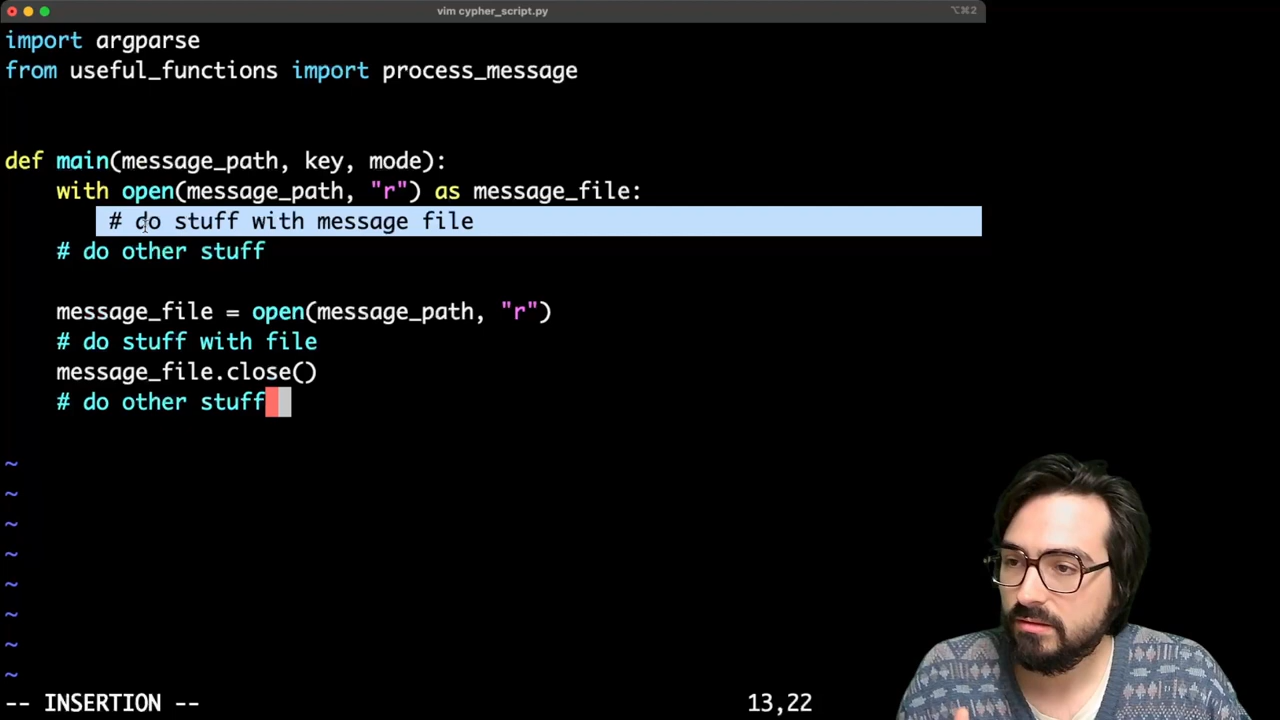 vim cypher_script.py
⌥⌘2
import argparse
from useful_functions import process_message
def main(message_path, key, mode):
    with open(message_path, "r") as message_file:
        # do stuff with message file
    # do other stuff
    message_file = open(message_path, "r")
    # do stuff with file
    message_file.close()
    # do other stuff
~
~
~
~
~
~
~
~
-- INSERTION -- 13,22